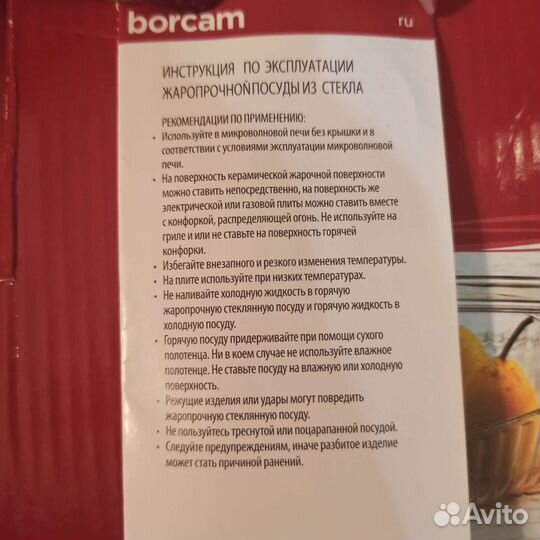 borcam
ru
ИНСТРУКЦИЯ ПО ЭКСПЛУАТАЦИИ
ЖАРОПРОЧНОЙ ПОСУДЫ ИЗ СТЕКЛА
РЕКОМЕНДАЦИИ ПО ПРИМЕНЕНИЮ:
• Используйте в микроволновой печи без крышки и в
соответствии с условиями эксплуатации микроволновой
печи.
• На поверхность керамической жарочной поверхности
можно ставить непосредственно, на поверхность же
электрической или газовой плиты можно ставить вместе
с конфоркой, распределяющей огонь. Не используйте на
гриле и или не ставьте на поверхность горячей
конфорки.
• Избегайте внезапного и резкого изменения температуры.
• На плите используйте при низких температурах.
• Не наливайте холодную жидкость в горячую
жаропрочную стеклянную посуду и горячую жидкость в
холодную посуду.
• Горячую посуду придерживайте при помощи сухого
полотенца. Ни в коем случае не используйте влажное
полотенце. Не ставьте посуду на влажную или холодную
поверхность.
• Режущие изделия или удары могут повредить
жаропрочную стеклянную посуду.
• Не пользуйтесь треснутой или поцарапанной посудой.
• Следуйте предупреждениям, иначе разбитое изделие
может стать причиной ранений.
Avito